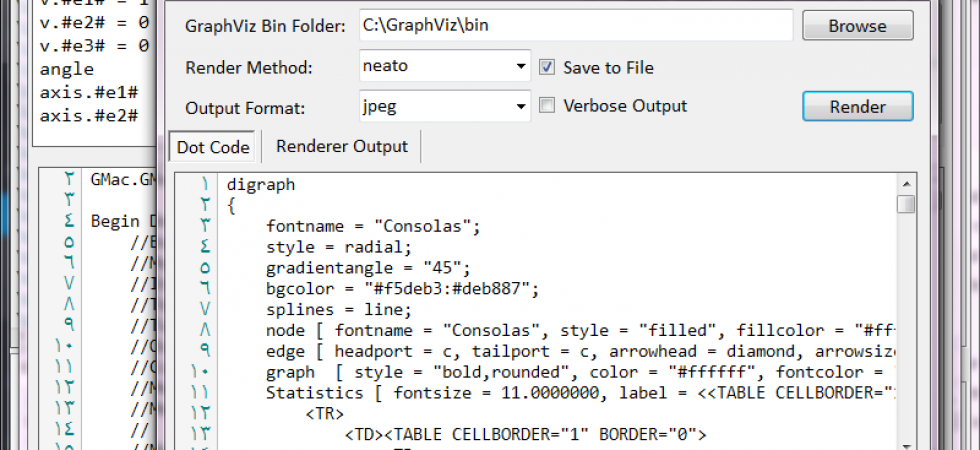 v.#e1# = 1
v.#e2# = 0
v.#e3# = 0
angle
axis.#e1#
axis.#e2#
GraphViz Bin Folder: C:\GraphViz\bin Browse
Render Method: neato Save to File
Output Format: jpeg Verbose Output Render
Dot Code Renderer Output
٢ GMac.GM
٣
٤ Begin
٥ //E
٦ //M
٧ //I
٨ //T
٩ //T
١٠ //C
١١ //C
١٢ //M
١٣ //M
١٤ //
١٥
١ digraph
٢ {
٣ fontname = "Consolas";
٤ style = radial;
٥ gradientangle = "45";
٦ bgcolor = "#f5deb3:#deb887";
٧ splines = line;
٨ node [ fontname = "Consolas", style = "filled", fillcolor = "#ff
٩ edge [ headport = c, tailport = c, arrowhead = diamond, arrowsize
١٠ graph [ style = "bold,rounded", color = "#ffffff", fontcolor =
١١ Statistics [ fontsize = 11.0000000, label = <<TABLE CELLBORDER="
١٢ <TR>
١٣ <TD><TABLE CELLBORDER="1" BORDER="0">